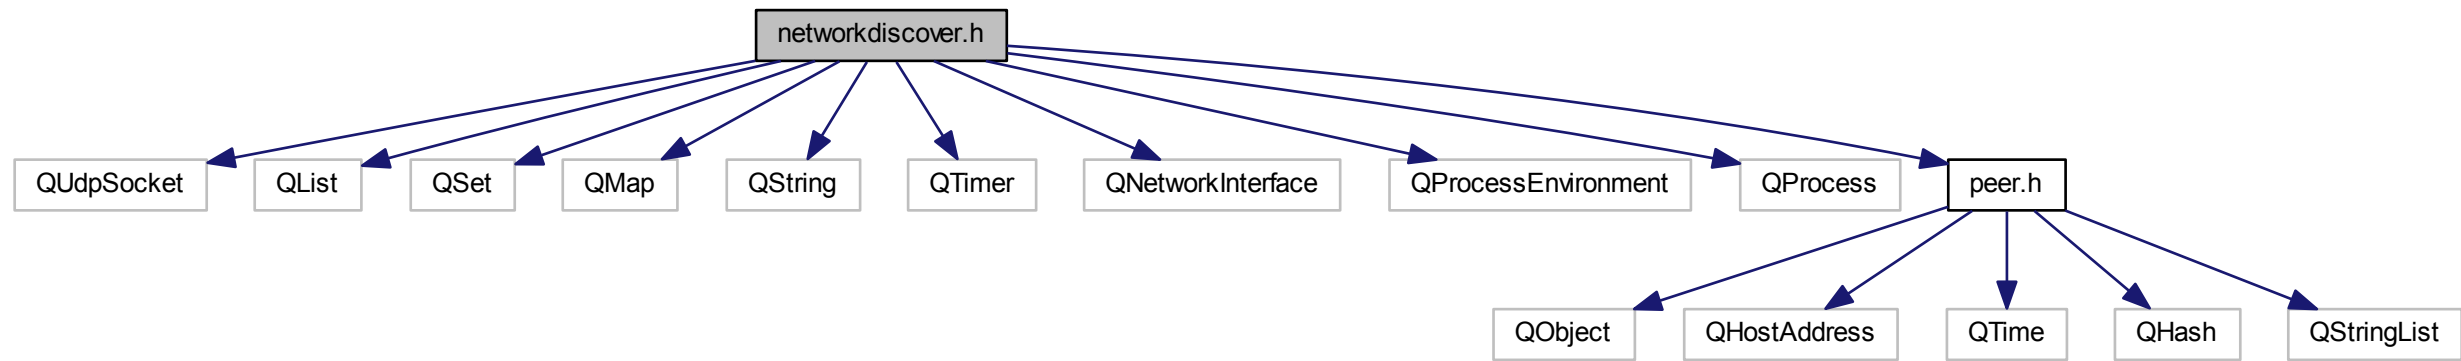 networkdiscover.h
QUdpSocket
QList
QSet
QMap
QString
QTimer
QNetworkInterface
QProcessEnvironment
QProcess
peer.h
QObject
QHostAddress
QTime
QHash
QStringList